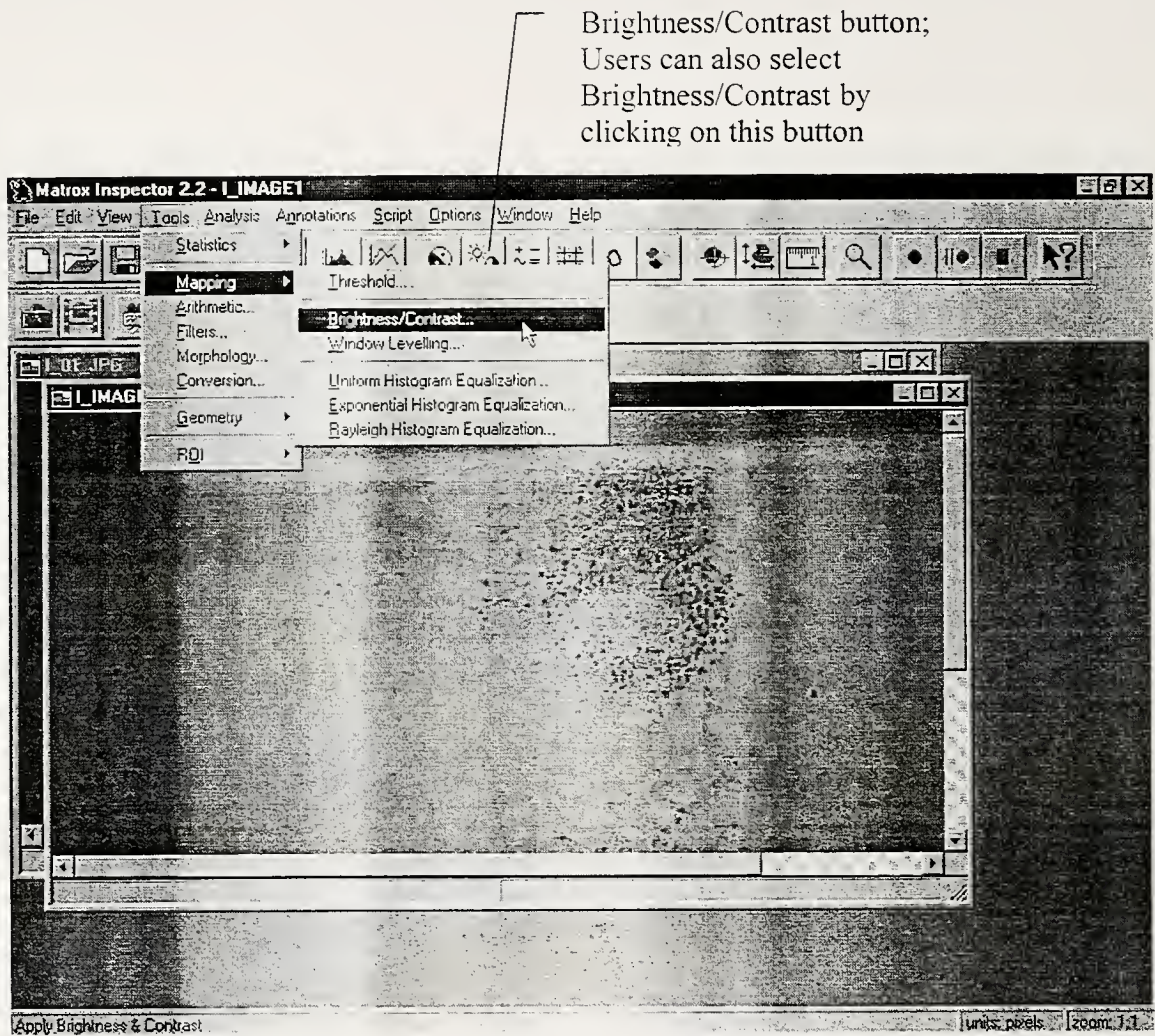 Brightness/Contrast button;
Users can also select
Brightness/Contrast by
clicking on this button
Matrox Inspector 2.2 - I_IMAGE1
File Edit View Tools Analysis Annotations Script Options Window Help
Statistics
Mapping
Arithmetic...
Filters...
Morphology...
Conversion...
Geometry
ROI
Threshold...
Brightness/Contrast...
Window Levelling...
Uniform Histogram Equalization...
Exponential Histogram Equalization...
Rayleigh Histogram Equalization...
I_01.JPG
I_IMAG
Apply Brightness & Contrast
units: pixels
zoom: 1:1